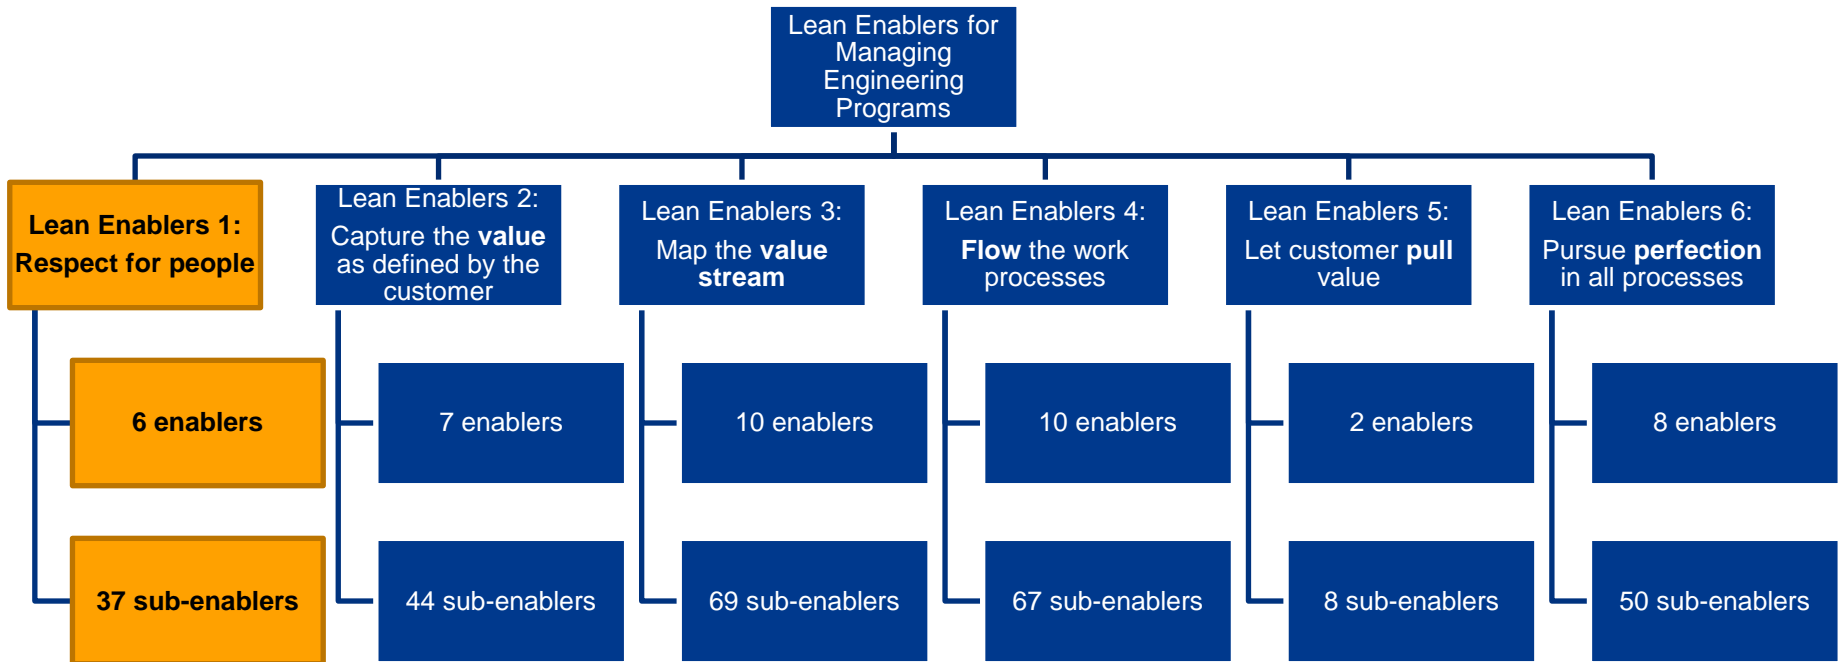 Lean Enablers for
Managing
Engineering
Programs
Lean Enablers 1:
Respect for people
Lean Enablers 2:
Capture the value
as defined by the
customer
Lean Enablers 3:
Map the value
stream
Lean Enablers 4:
Flow the work
processes
Lean Enablers 5:
Let customer pull
value
Lean Enablers 6:
Pursue perfection
in all processes
6 enablers
7 enablers
10 enablers
10 enablers
2 enablers
8 enablers
37 sub-enablers
44 sub-enablers
69 sub-enablers
67 sub-enablers
8 sub-enablers
50 sub-enablers